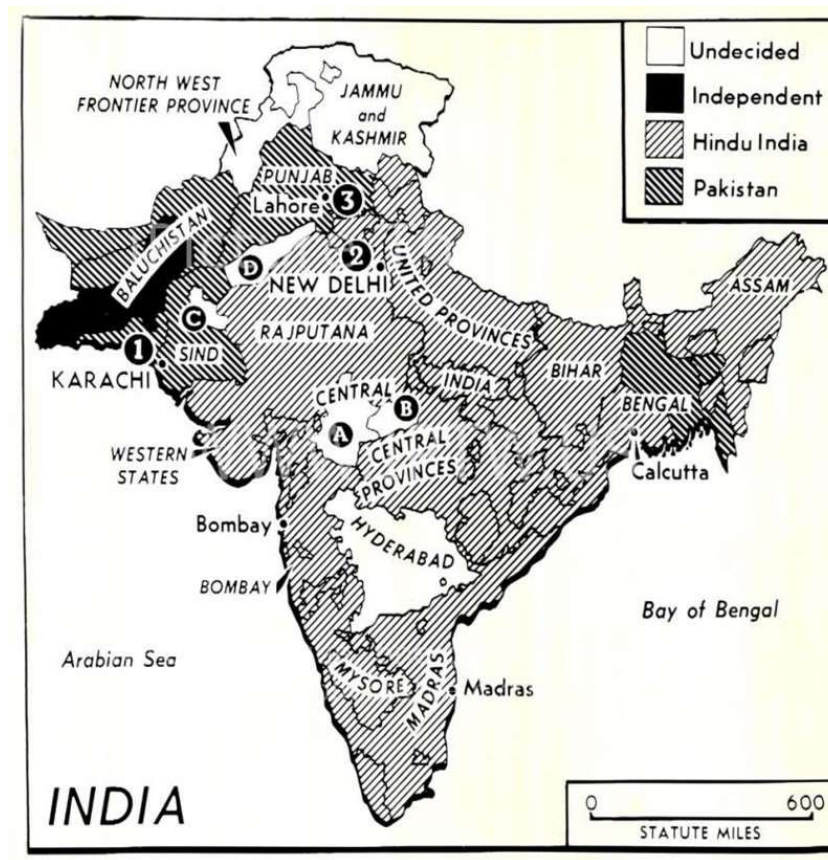 Undecided
Independent
Hindu India
Pakistan
NORTH WEST
FRONTIER PROVINCE
JAMMU
and
KASHMIR
PUNJAB
Lahore
3
BALUCHISTAN
D
2
NEW DELHI
UNITED PROVINCES
ASSAM
C
RAJPUTANA
1
SIND
KARACHI
CENTRAL
INDIA
BIHAR
B
BENGAL
A
WESTERN
STATES
CENTRAL
PROVINCES
Calcutta
Bombay
HYDERABAD
BOMBAY
Bay of Bengal
Arabian Sea
MYSORE
MADRAS
Madras
INDIA
0 600
STATUTE MILES